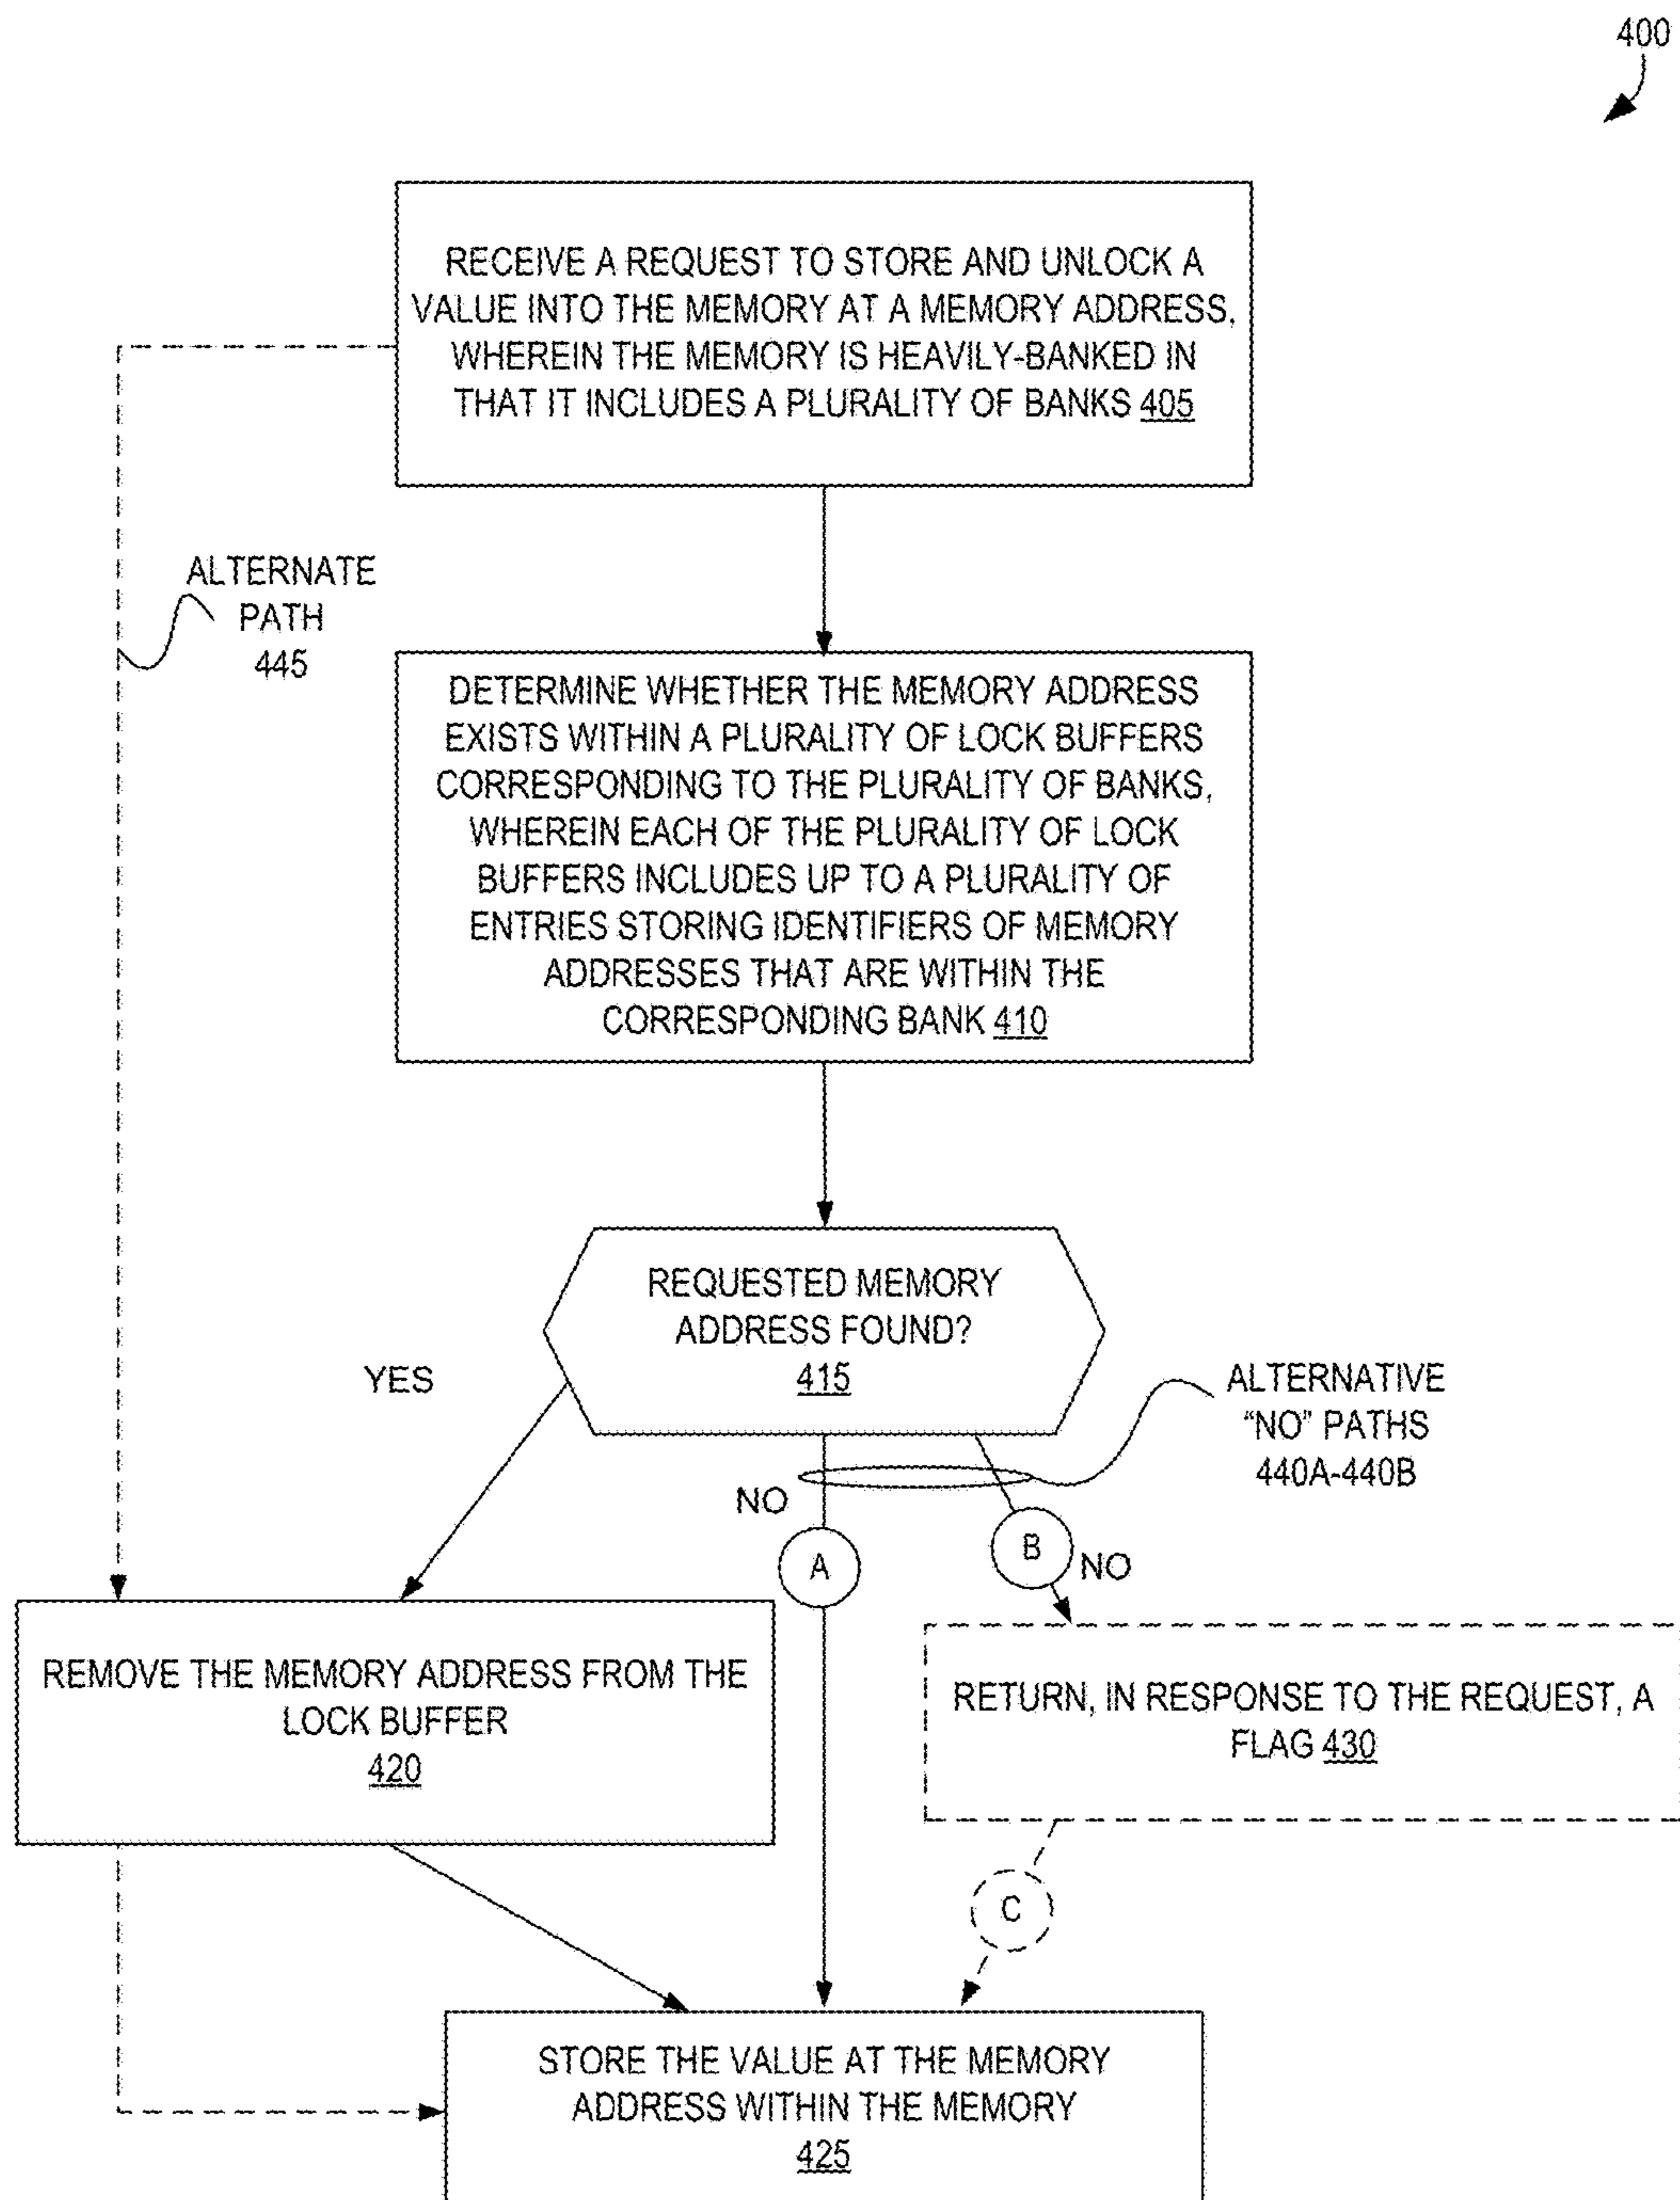 400
RECEIVE A REQUEST TO STORE AND UNLOCK A
VALUE INTO THE MEMORY AT A MEMORY ADDRESS,
WHEREIN THE MEMORY IS HEAVILY-BANKED IN
THAT IT INCLUDES A PLURALITY OF BANKS 405
ALTERNATE
PATH
445
DETERMINE WHETHER THE MEMORY ADDRESS
EXISTS WITHIN A PLURALITY OF LOCK BUFFERS
CORRESPONDING TO THE PLURALITY OF BANKS,
WHEREIN EACH OF THE PLURALITY OF LOCK
BUFFERS INCLUDES UP TO A PLURALITY OF
ENTRIES STORING IDENTIFIERS OF MEMORY
ADDRESSES THAT ARE WITHIN THE
CORRESPONDING BANK 410
REQUESTED MEMORY
ADDRESS FOUND?
415
YES
ALTERNATIVE
"NO" PATHS
440A-440B
NO
A
B
NO
REMOVE THE MEMORY ADDRESS FROM THE
LOCK BUFFER
420
RETURN, IN RESPONSE TO THE REQUEST, A
FLAG 430
C
STORE THE VALUE AT THE MEMORY
ADDRESS WITHIN THE MEMORY
425